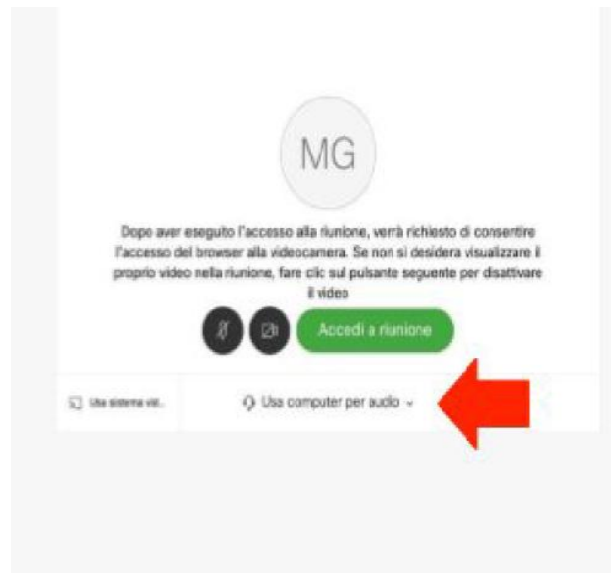 MG
Dopo aver eseguito l'accesso alla riunione, verrà richiesto di consentire
l'accesso del browser alla videocamera. Se non si desidera visualizzare il
proprio video nella riunione, fare clic sul pulsante seguente per disattivare
il video
Accedi a riunione
Usa sistema vid..
Usa computer per audio